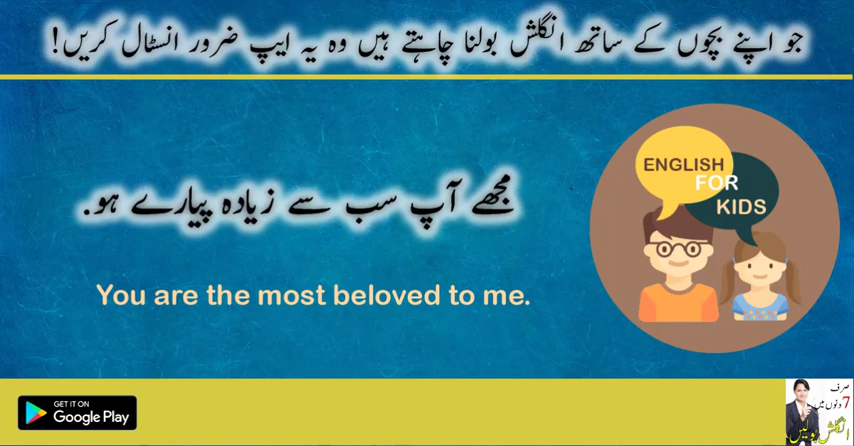 جو اپنے بچوں کے ساتھ انگلش بولنا چاہتے ہیں وہ یہ ایپ ضرور انسٹال کریں!
ENGLISH
FOR
KIDS
مجھے آپ سب سے زیادہ پیارے ہو.
You are the most beloved to me.
GET IT ON
Google Play
صرف
7 دنوں میں
انگلش بولیں